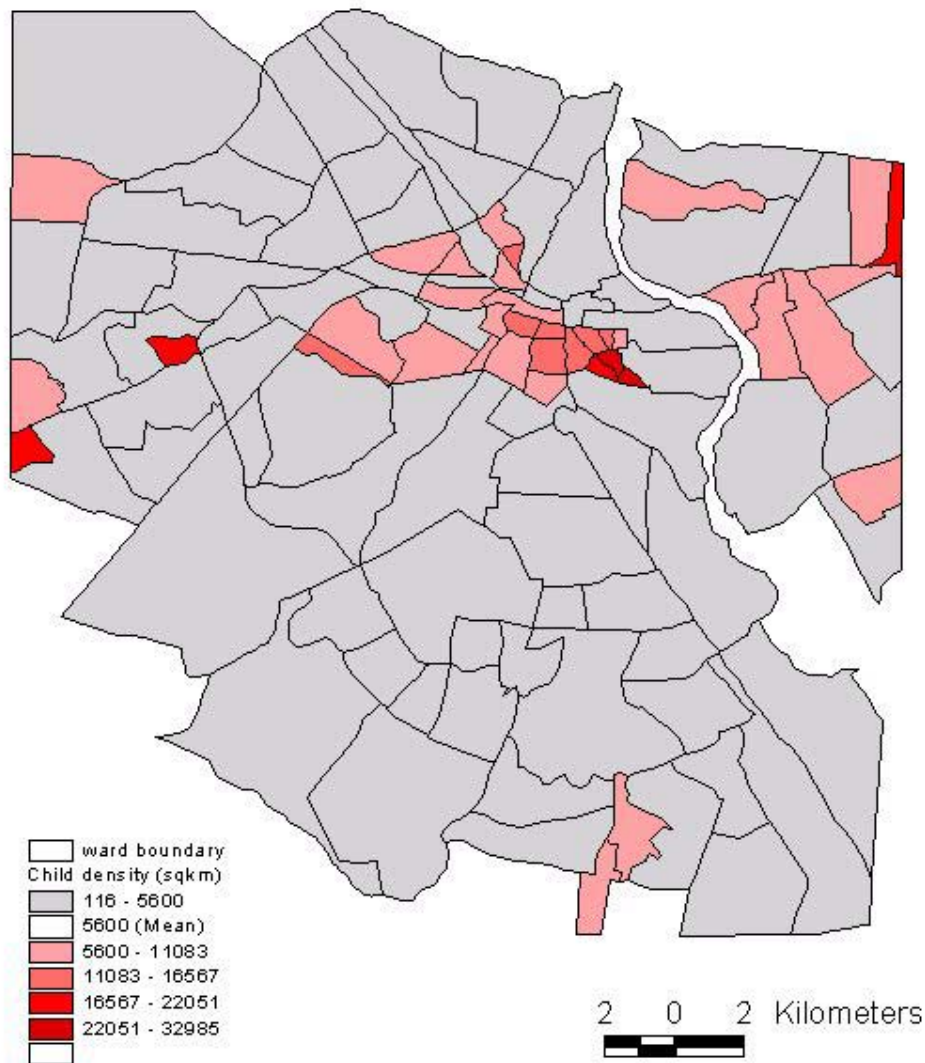 ward boundary
Child density (sqkm)
116 - 5600
5600 (Mean)
5600 - 11083
11083 - 16567
16567 - 22051
22051 - 32985
2 0 2 Kilometers